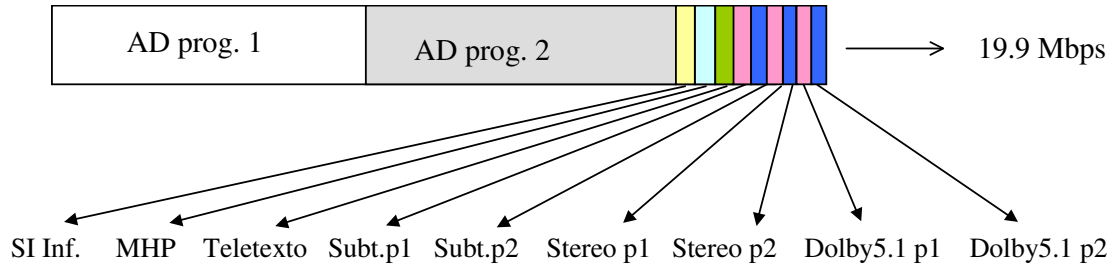 AD prog. 1
AD prog. 2
19.9 Mbps
SI Inf. MHP Teletexto Subt.p1 Subt.p2 Stereo p1 Stereo p2 Dolby5.1 p1 Dolby5.1 p2